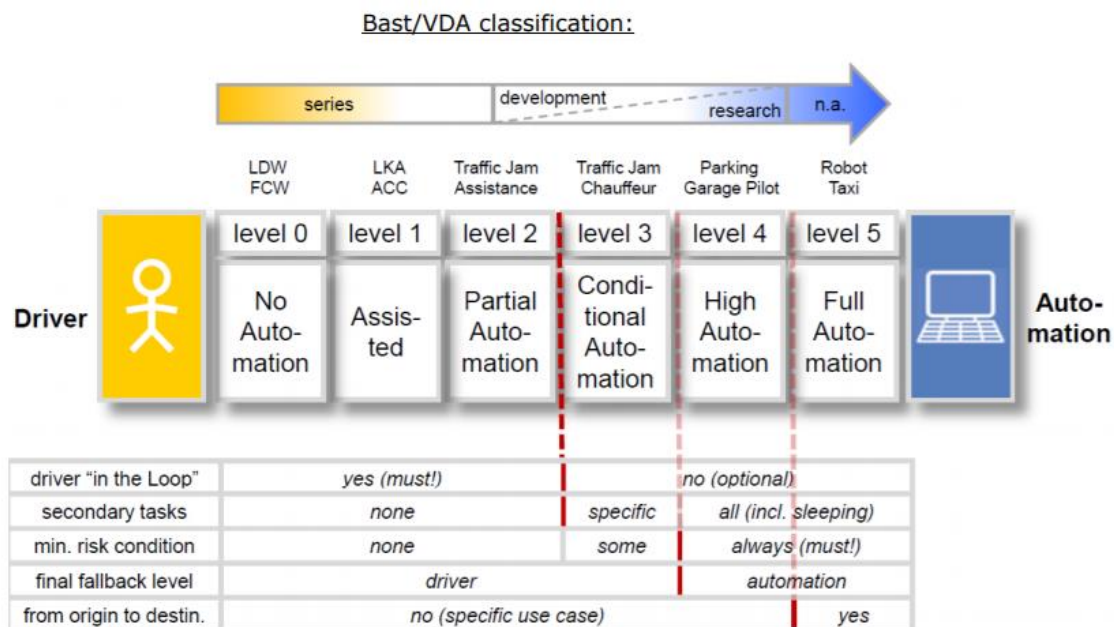 Bast/VDA classification:
series
development
research
n.a.
LDW
FCW
LKA
ACC
Traffic Jam
Assistance
Traffic Jam
Chauffeur
Parking
Garage Pilot
Robot
Taxi
level 0
level 1
level 2
level 3
level 4
level 5
Driver
No
Auto-
mation
Assis-
ted
Partial
Auto-
mation
Condi-
tional
Auto-
mation
High
Auto-
mation
Full
Auto-
mation
Auto-
mation
driver “in the Loop” yes (must!) no (optional)
secondary tasks none specific all (incl. sleeping)
min. risk condition none some always (must!)
final fallback level driver automation
from origin to destin. no (specific use case) yes